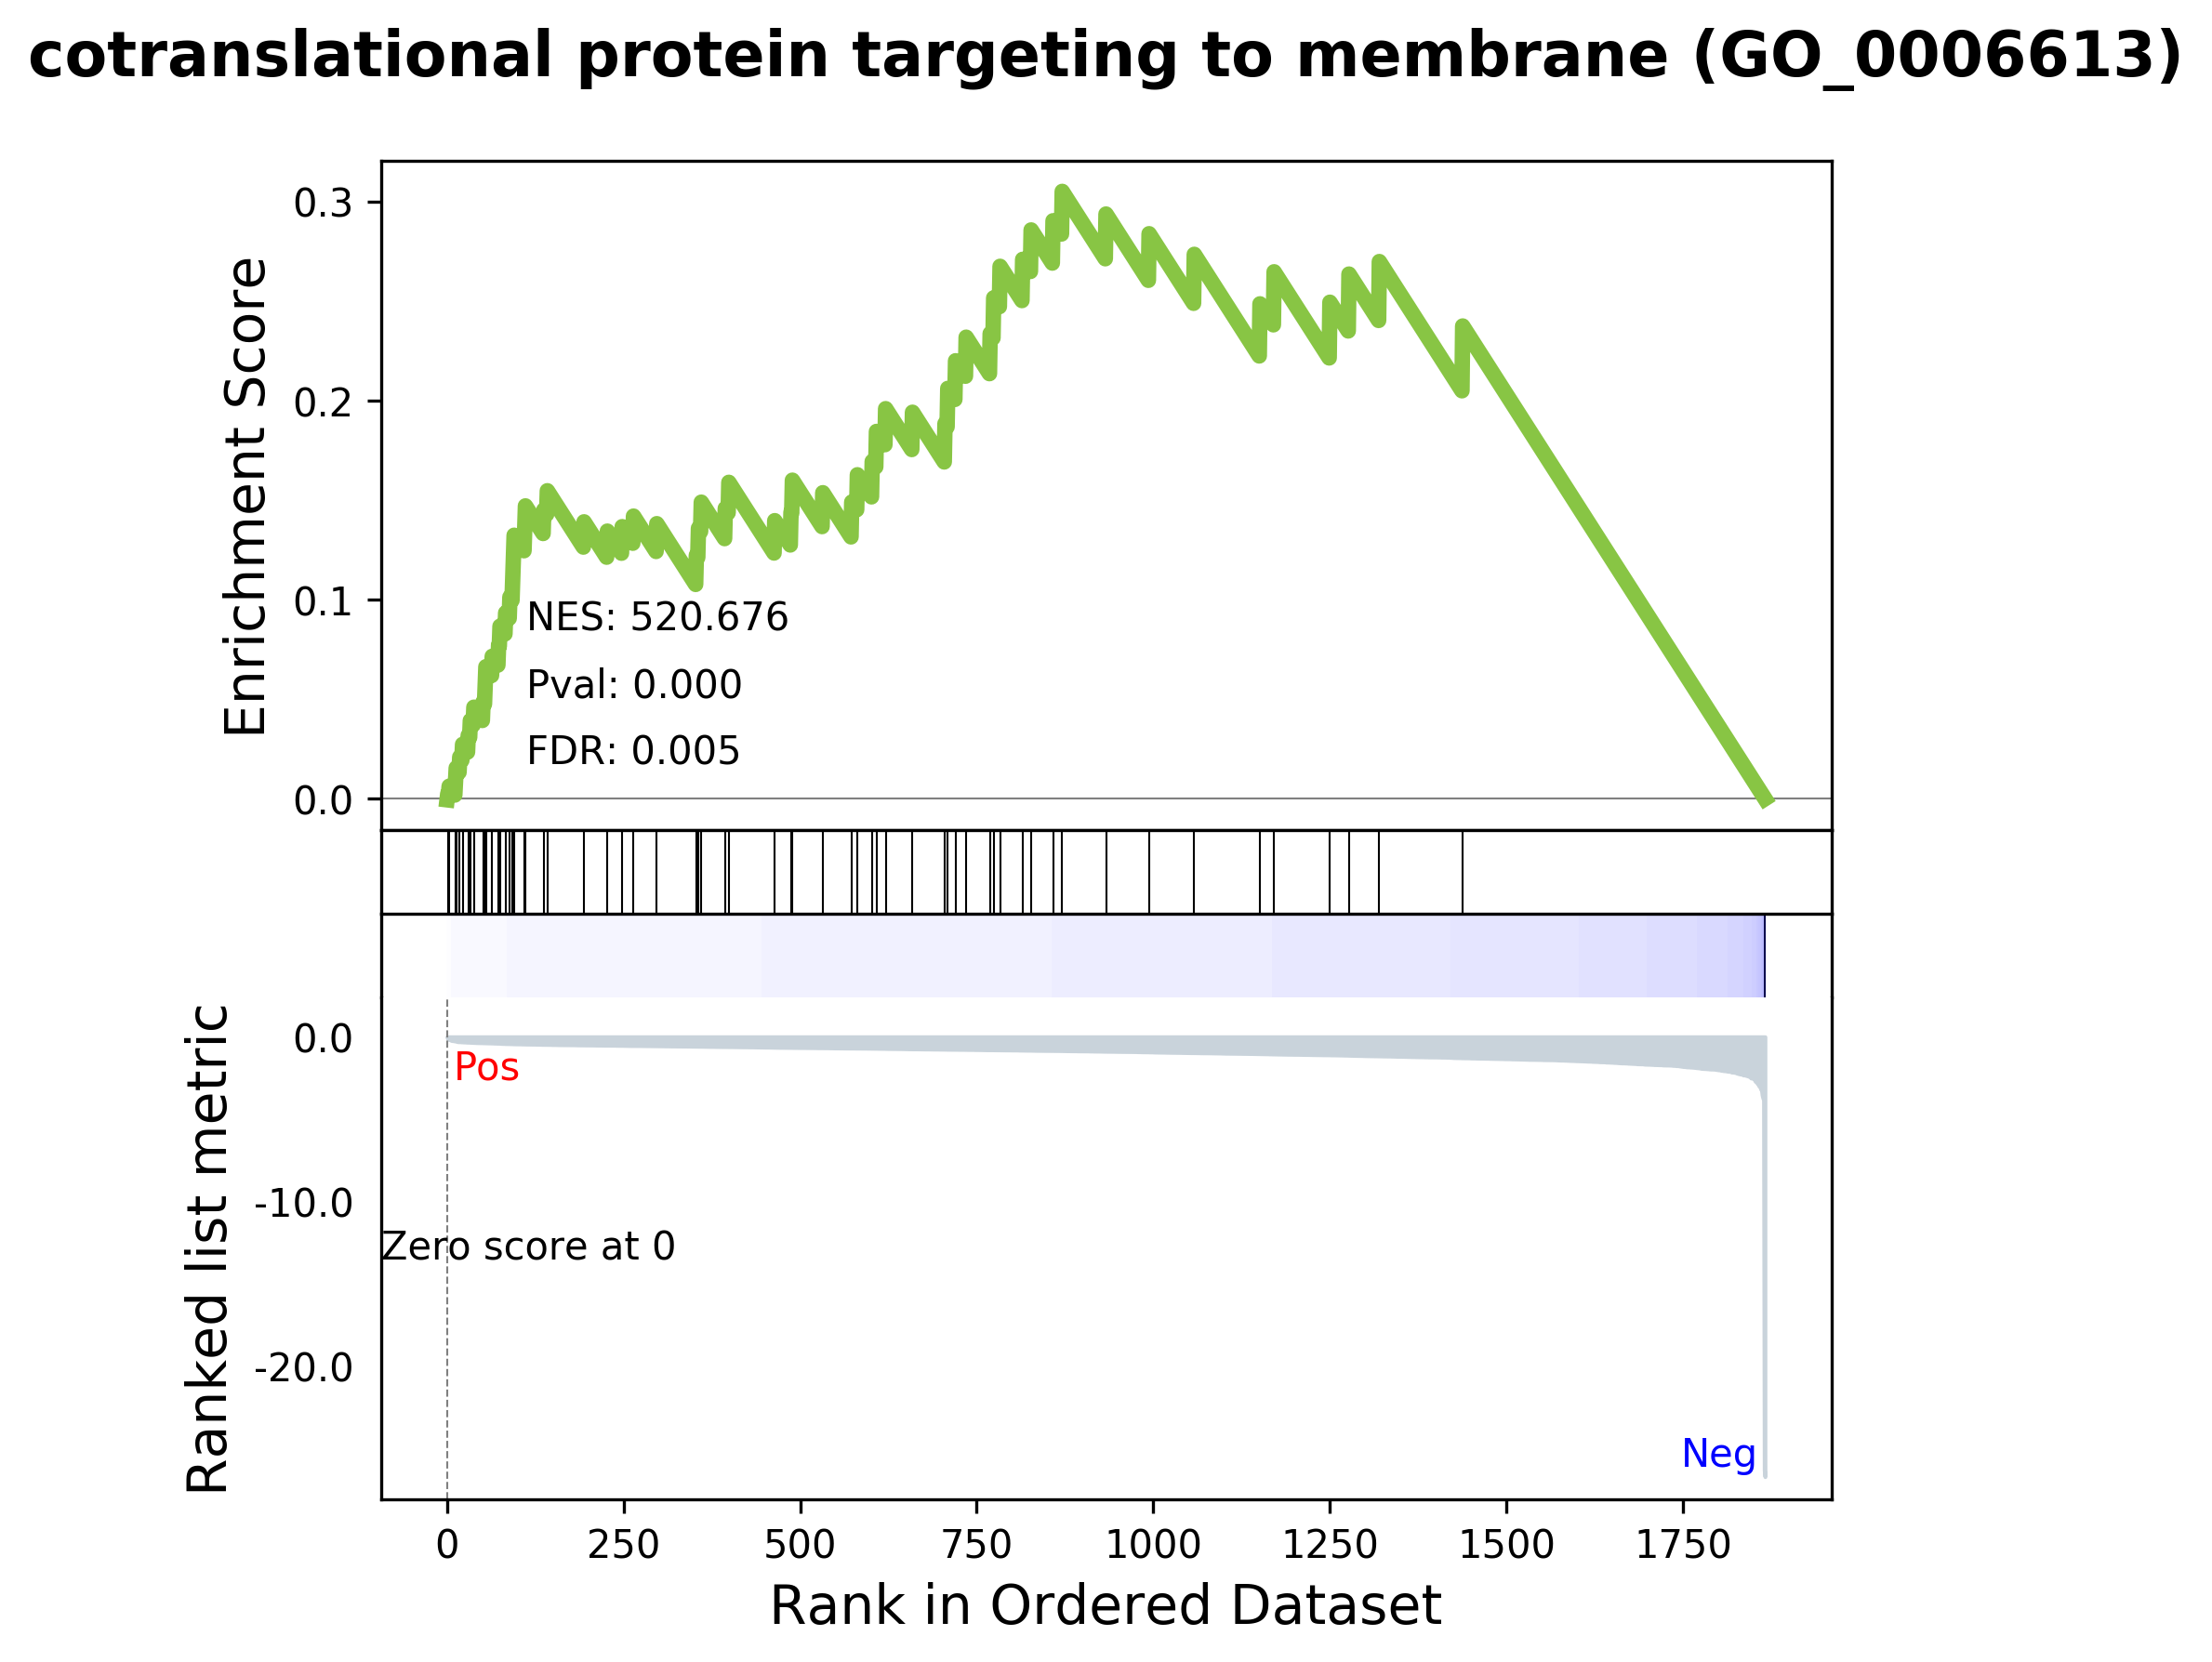 cotranslational protein targeting to membrane (GO_0006613)
Enrichment Score
0.3
0.2
0.1
0.0
NES: 520.676
Pval: 0.000
FDR: 0.005
Ranked list metric
0.0
-10.0
-20.0
Pos
Zero score at 0
Neg
0 250 500 750 1000 1250 1500 1750
Rank in Ordered Dataset